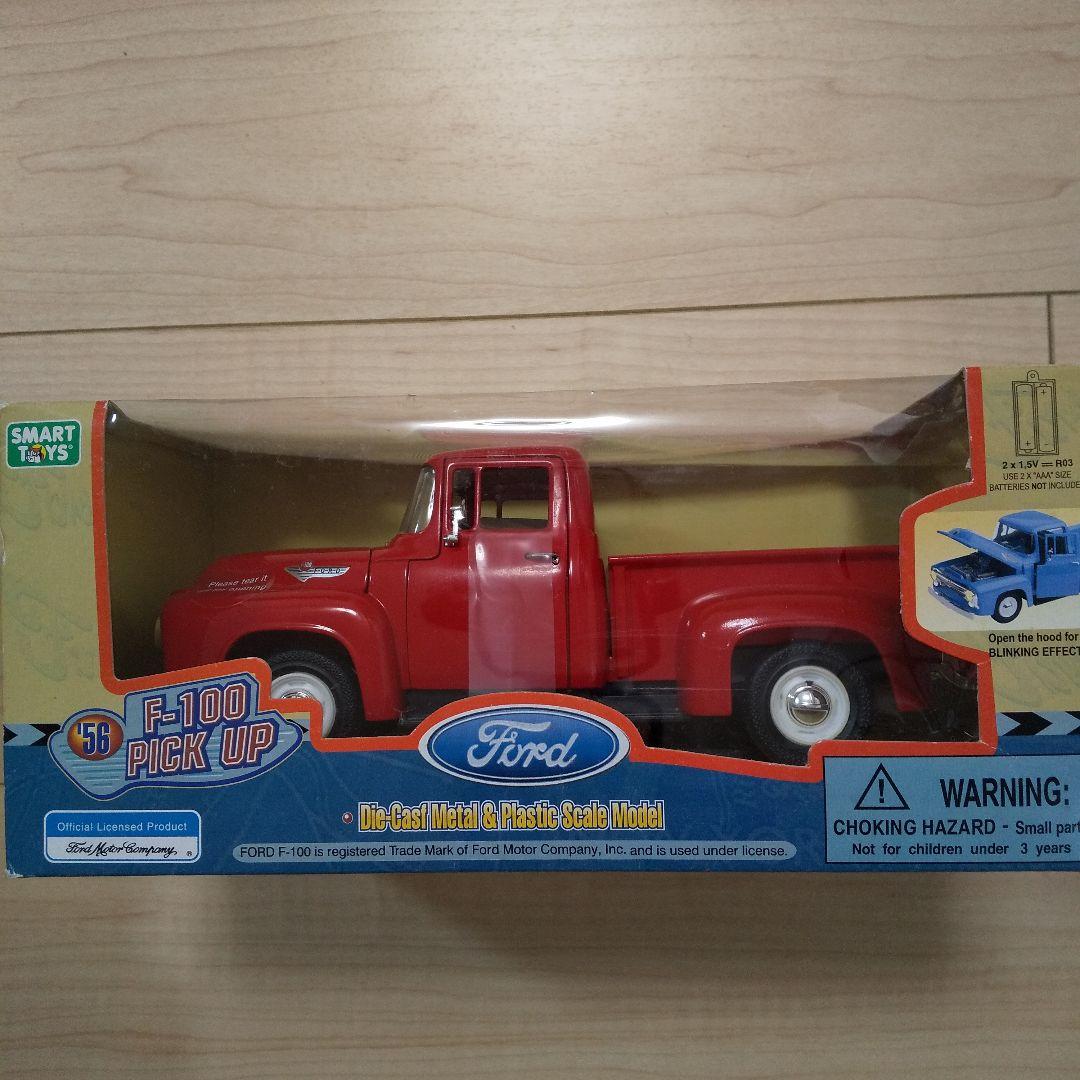 SMART
TOYS
2 x 1,5V R03
USE 2 X "AAA" SIZE
BATTERIES NOT INCLUDE
Please tear it
FORD
Open the hood for
BLINKING EFFECT
'56
F-100
PICK UP
Ford
Die-Cast Metal & Plastic Scale Model
Official Licensed Product
Ford Motor Company
FORD F-100 is registered Trade Mark of Ford Motor Company, Inc. and is used under license.
WARNING:
CHOKING HAZARD - Small part
Not for children under 3 years